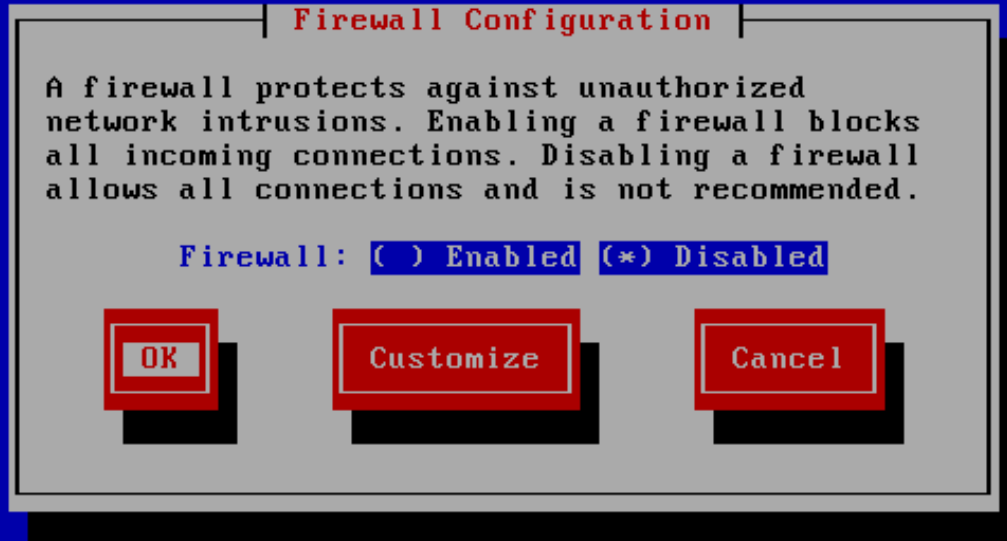 Firewall Configuration
A firewall protects against unauthorized
network intrusions. Enabling a firewall blocks
all incoming connections. Disabling a firewall
allows all connections and is not recommended.
Firewall: ( ) Enabled (*) Disabled
OK Customize Cancel